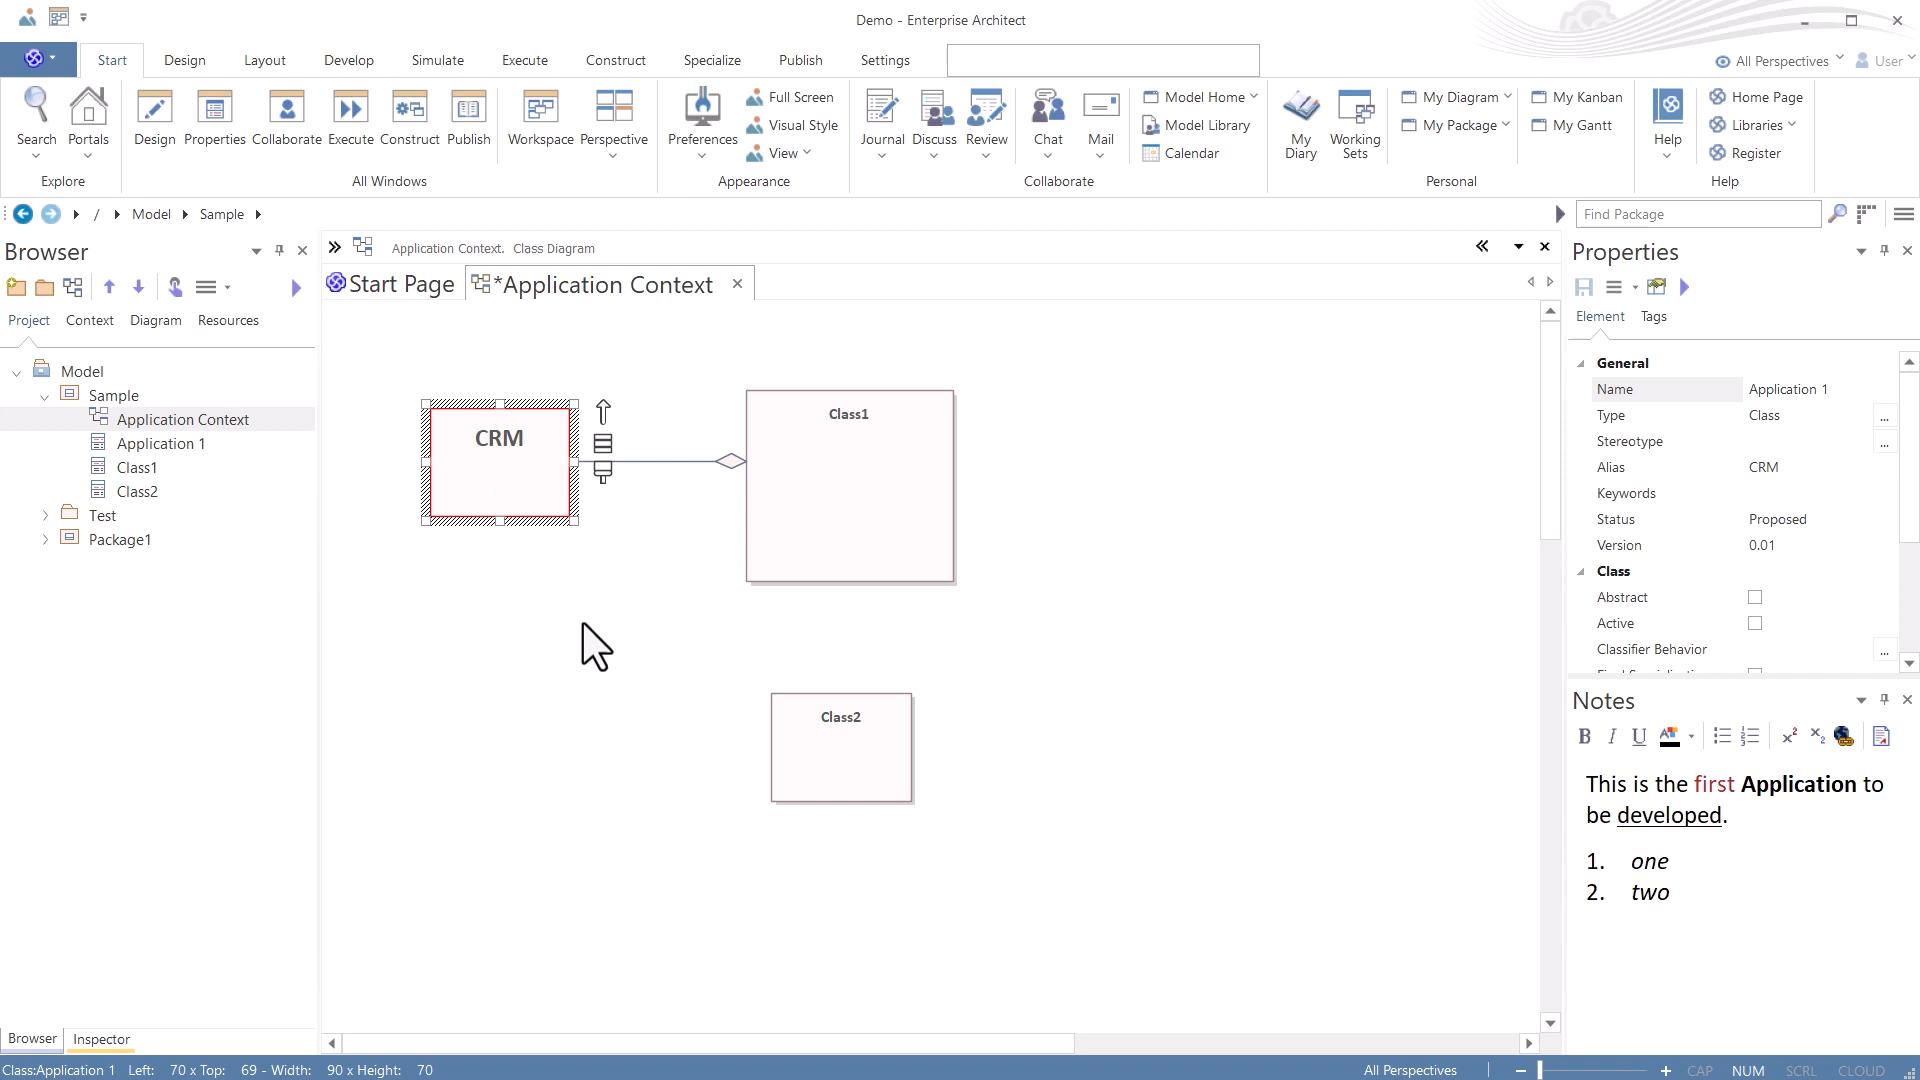 Demo - Enterprise Architect
Start Design Layout Develop Simulate Execute Construct Specialize Publish Settings
All Perspectives User
Search Portals
Explore
Design Properties Collaborate Execute Construct Publish Workspace Perspective
All Windows
Preferences
Full Screen
Visual Style
View
Appearance
Journal Discuss Review Chat Mail
Model Home
Model Library
Calendar
Collaborate
My Diary
Working Sets
My Diagram
My Package
My Kanban
My Gantt
Personal
Help
Home Page
Libraries
Register
Help
/ Model Sample
Find Package
Browser
Project Context Diagram Resources
Model
Sample
Application Context
Application 1
Class1
Class2
Test
Package1
Browser Inspector
Application Context. Class Diagram
Start Page *Application Context
CRM
Class1
Class2
Properties
Element Tags
General
Name Application 1
Type Class ...
Stereotype ...
Alias CRM
Keywords
Status Proposed
Version 0.01
Class
Abstract
Active
Classifier Behavior ...
Notes
B I U
This is the first Application to
be developed.
1. one
2. two
Class:Application 1 Left: 70 x Top: 69 - Width: 90 x Height: 70
All Perspectives
CAP NUM SCRL CLOUD